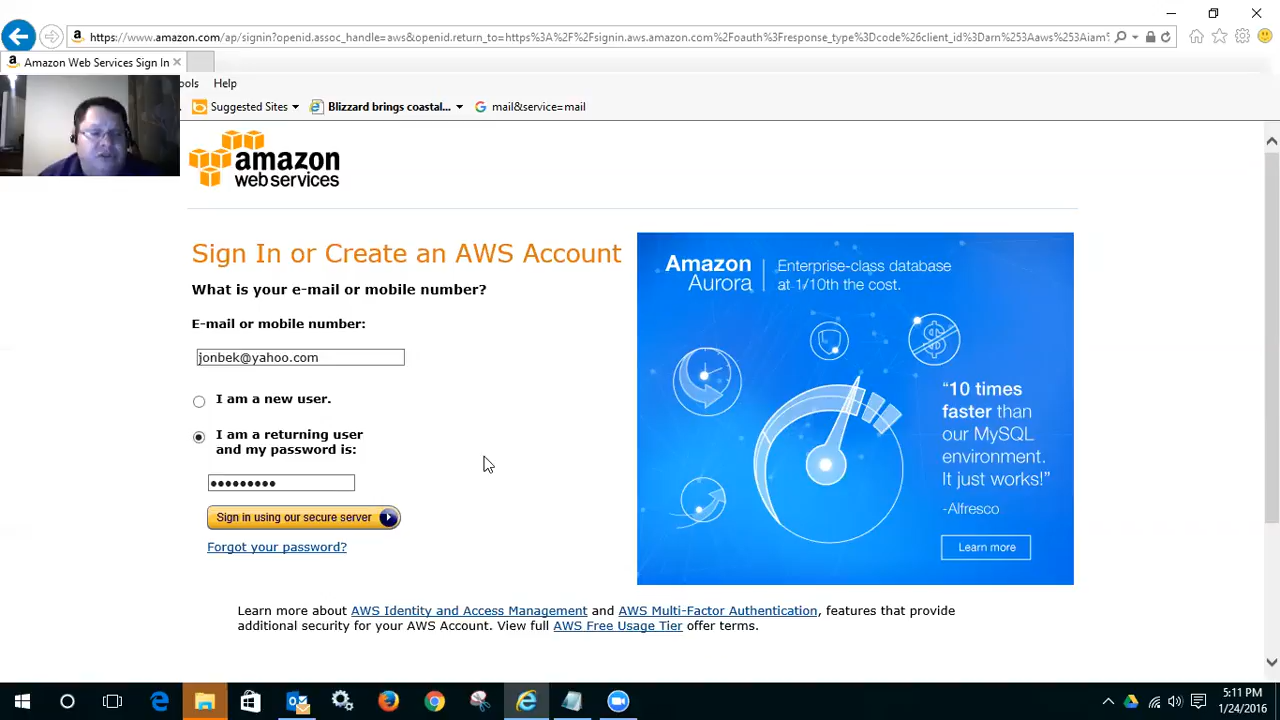 https://www.amazon.com/ap/signin?openid.assoc_handle=aws&openid.return_to=https%3A%2F%2Fsignin.aws.amazon.com%2Foauth%3Fresponse_type%3Dcode%26client_id%3Darn%253Aaws%253Aiam%
Amazon Web Services Sign In
ools Help
Suggested Sites
Blizzard brings coastal...
mail&service=mail
amazon
web services
Sign In or Create an AWS Account
What is your e-mail or mobile number?
E-mail or mobile number:
jonbek@yahoo.com
I am a new user.
I am a returning user
and my password is:
Sign in using our secure server
Forgot your password?
Amazon
Aurora
Enterprise-class database
at 1/10th the cost.
“10 times
faster than
our MySQL
environment.
It just works!”
-Alfresco
Learn more
Learn more about AWS Identity and Access Management and AWS Multi-Factor Authentication, features that provide
additional security for your AWS Account. View full AWS Free Usage Tier offer terms.
5:11 PM
1/24/2016